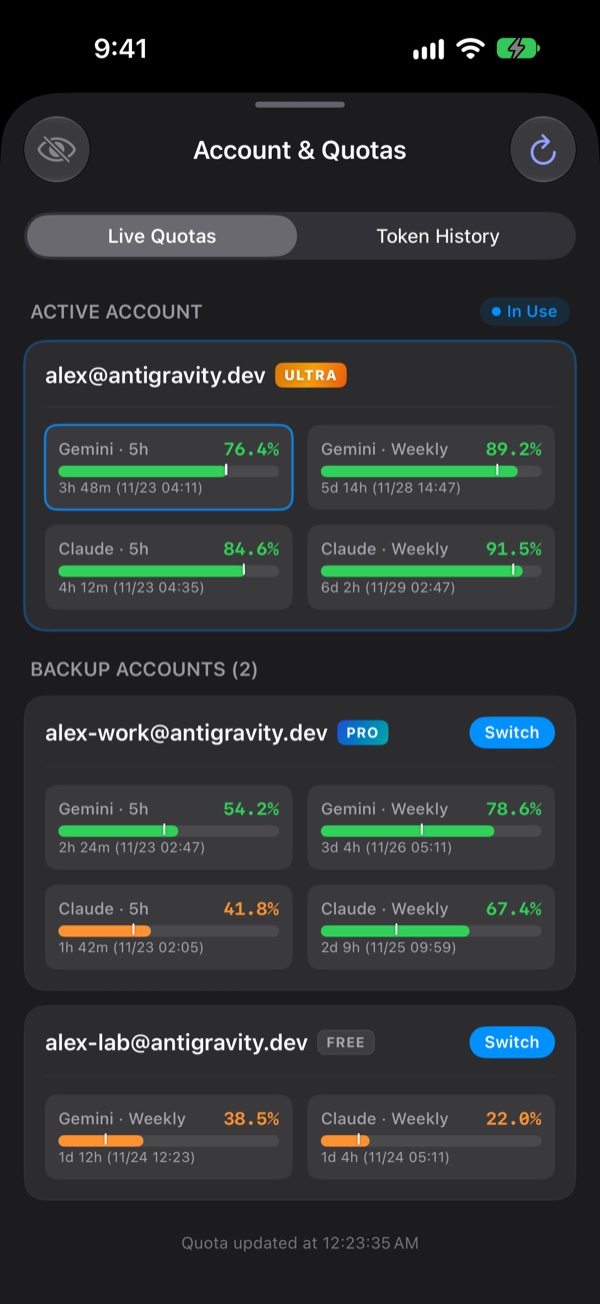 9:41
Account & Quotas
Live Quotas Token History
ACTIVE ACCOUNT In Use
alex@antigravity.dev ULTRA
Gemini · 5h 76.4% Gemini · Weekly 89.2%
3h 48m (11/23 04:11) 5d 14h (11/28 14:47)
Claude · 5h 84.6% Claude · Weekly 91.5%
4h 12m (11/23 04:35) 6d 2h (11/29 02:47)
BACKUP ACCOUNTS (2)
alex-work@antigravity.dev PRO Switch
Gemini · 5h 54.2% Gemini · Weekly 78.6%
2h 24m (11/23 02:47) 3d 4h (11/26 05:11)
Claude · 5h 41.8% Claude · Weekly 67.4%
1h 42m (11/23 02:05) 2d 9h (11/25 09:59)
alex-lab@antigravity.dev FREE Switch
Gemini · Weekly 38.5% Claude · Weekly 22.0%
1d 12h (11/24 12:23) 1d 4h (11/24 05:11)
Quota updated at 12:23:35 AM